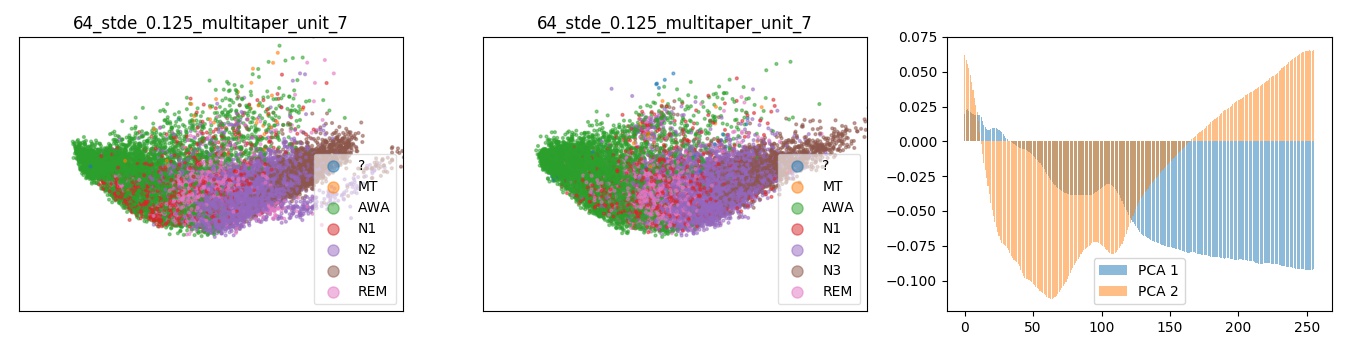 64_stde_0.125_multitaper_unit_7
?
MT
AWA
N1
N2
N3
REM
64_stde_0.125_multitaper_unit_7
?
MT
AWA
N1
N2
N3
REM
0.075
0.050
0.025
0.000
−0.025
−0.050
−0.075
−0.100
PCA 1
PCA 2
0 50 100 150 200 250